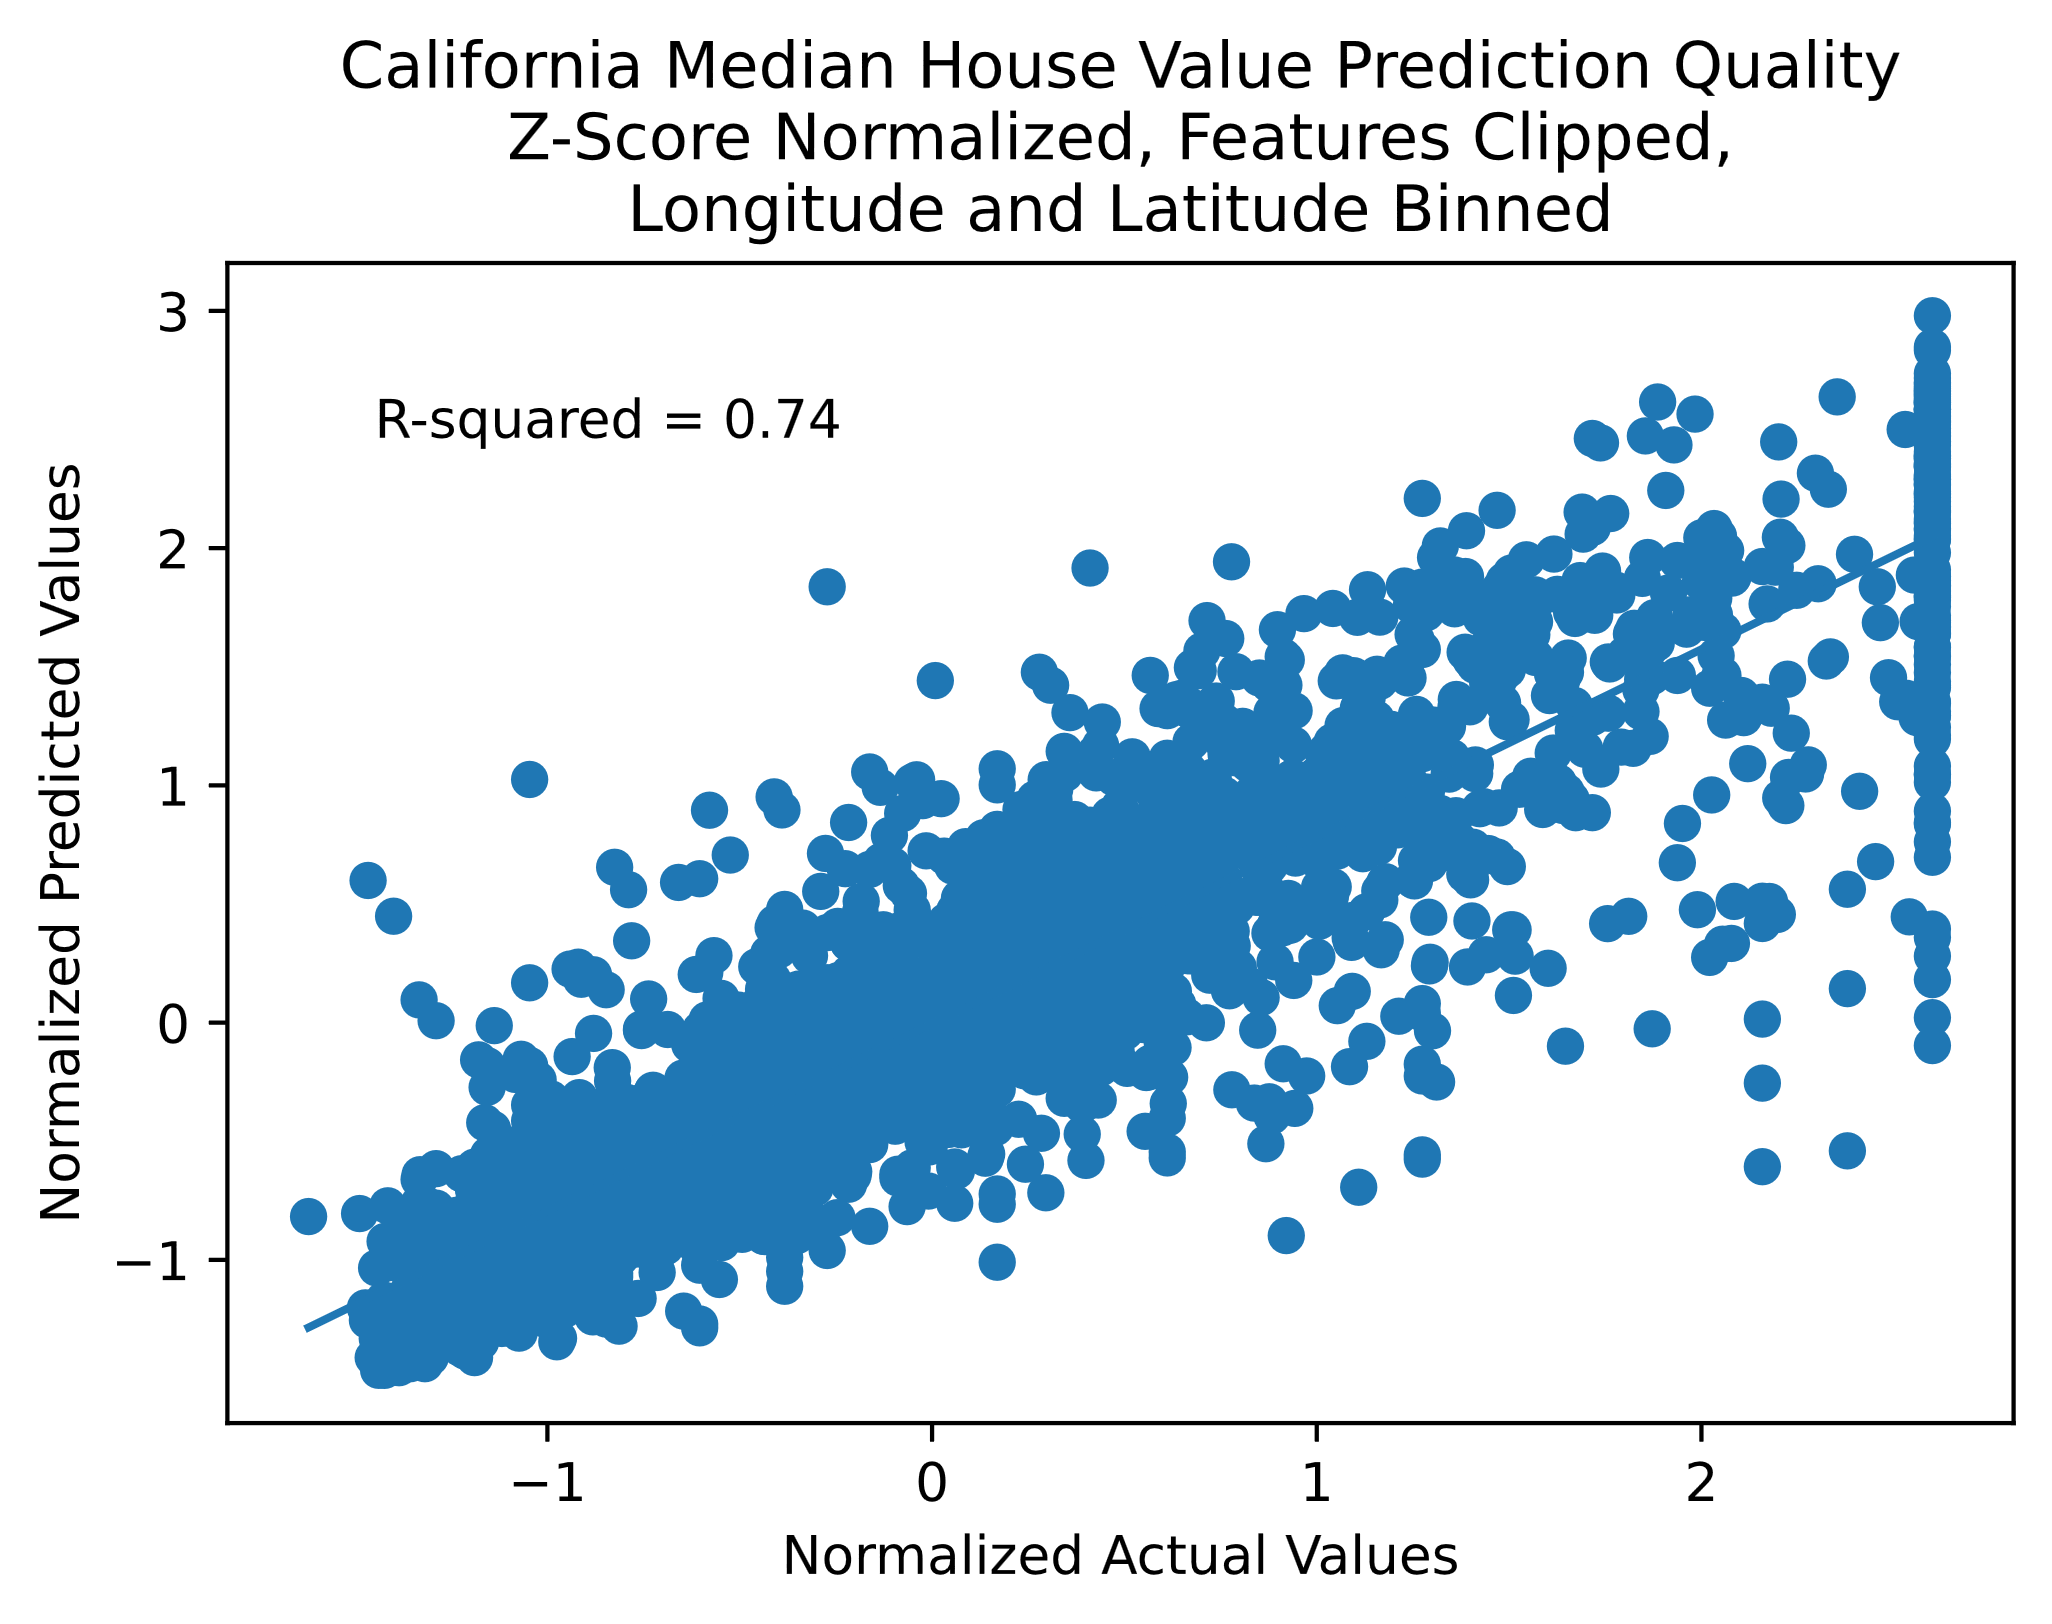 California Median House Value Prediction Quality
Z-Score Normalized, Features Clipped,
Longitude and Latitude Binned
R-squared = 0.74
Normalized Predicted Values
3
2
1
0
−1
−1
0
1
2
Normalized Actual Values